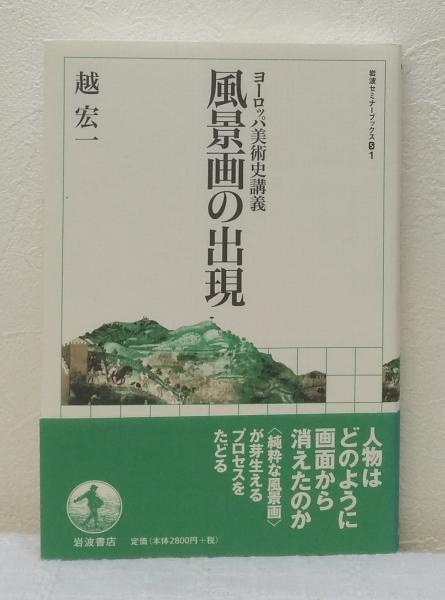 岩波セミナーブックスS1
ヨーロッパ美術史講義
風景画の出現
越 宏一
人物は
どのように
画面から
消えたのか
〈純粋な風景画〉
が芽生える
プロセスを
たどる
岩波書店
定価(本体2800円+税)